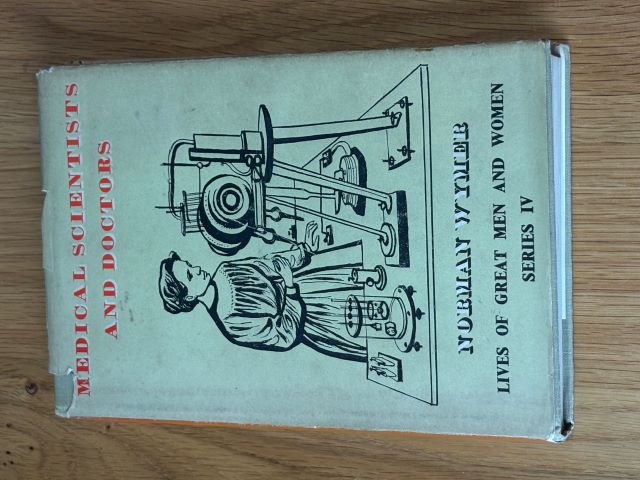 MEDICAL SCIENTISTS
AND DOCTORS
NORMAN WYMER
LIVES OF GREAT MEN AND WOMEN
SERIES IV